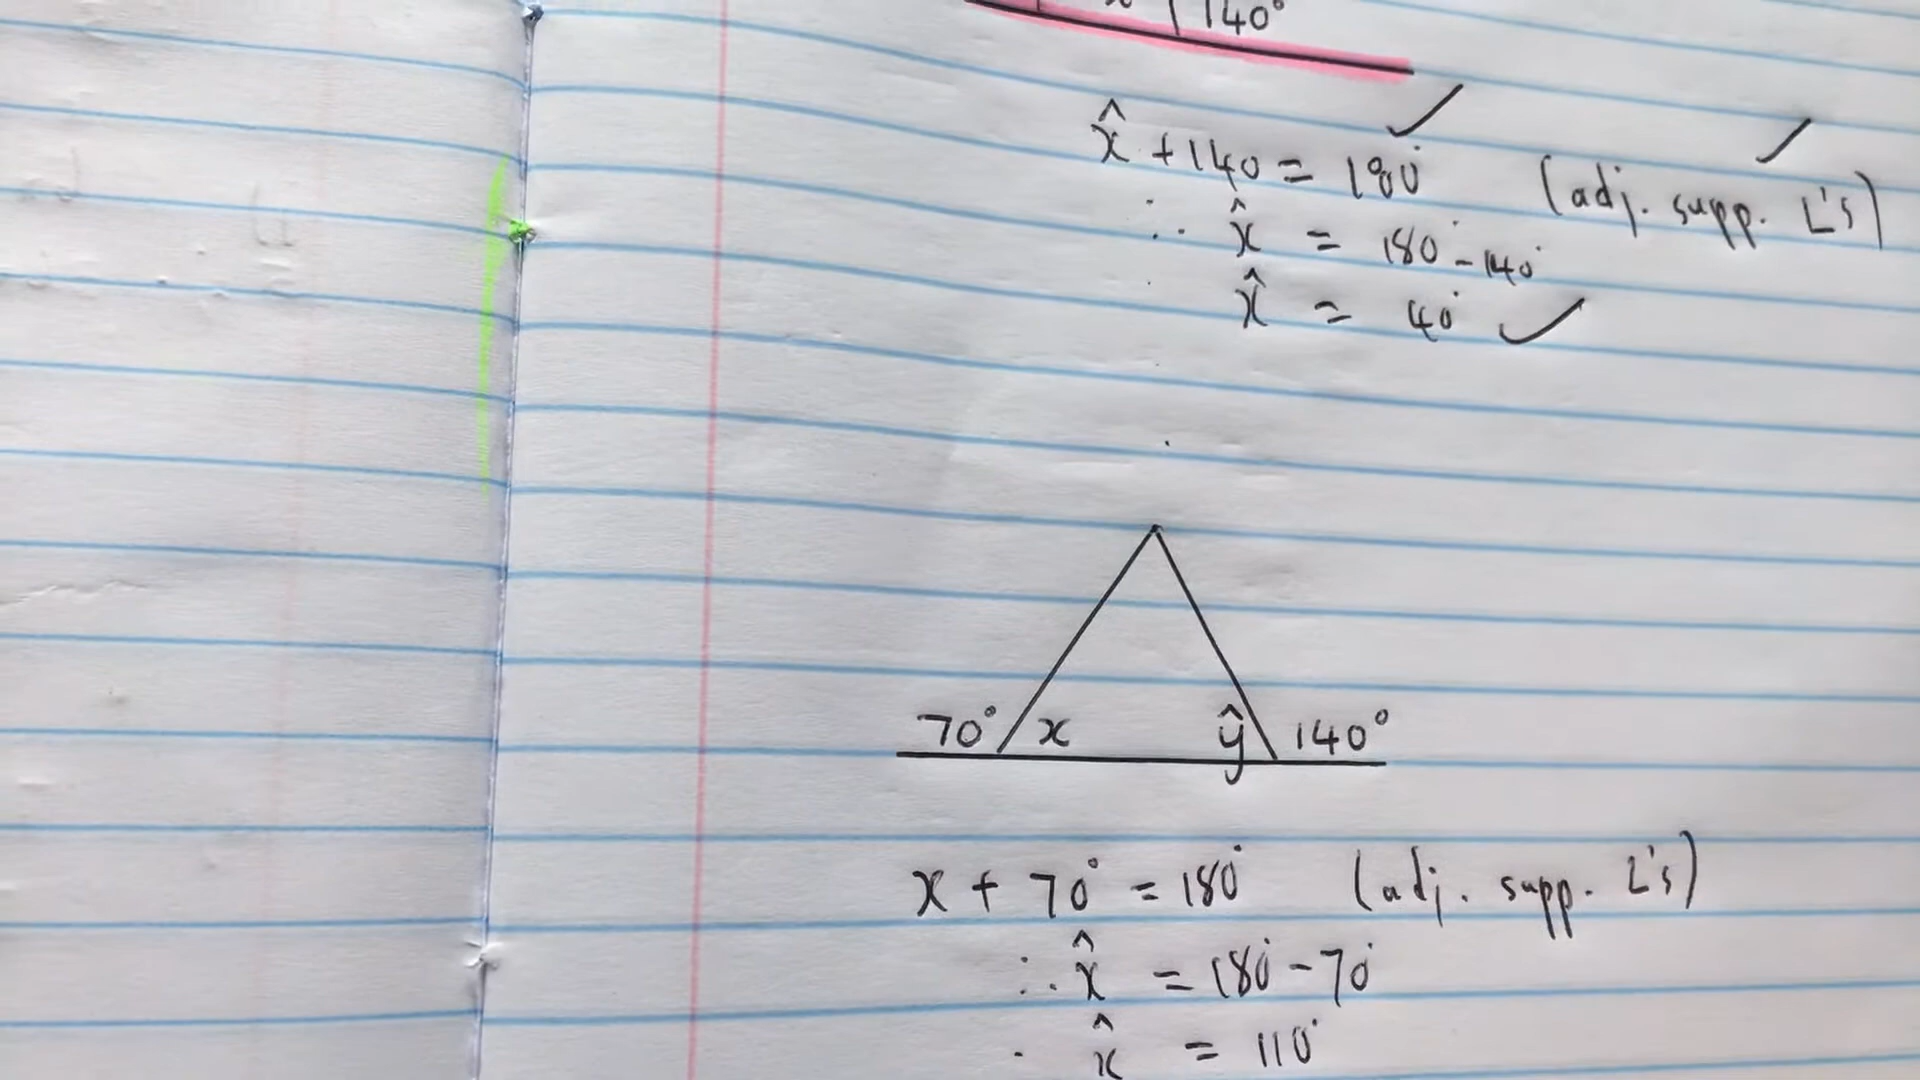 x 140°
x̂ + 140 = 180° (adj. supp. L's)
∴ x̂ = 180° - 140°
x̂ = 40°
70° x ŷ 140°
x + 70° = 180° (adj. supp. L's)
∴ x̂ = 180° - 70°
x̂ = 110°